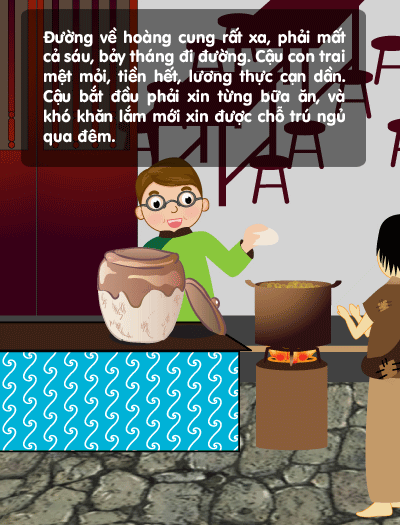 Đường về hoàng cung rất xa, phải mất
cả sáu, bảy tháng đi đường. Cậu con trai
mệt mỏi, tiền hết, lương thực cạn dần.
Cậu bắt đầu phải xin từng bữa ăn, và
khó khăn lắm mới xin được chỗ trú ngủ
qua đêm.